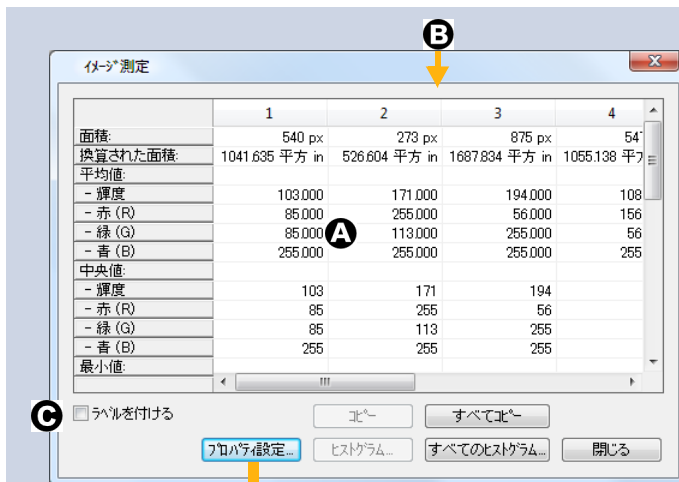 B
イメージ測定
1 2 3 4
面積: 540 px 273 px 875 px 54
換算された面積: 1041.635 平方 in 526.604 平方 in 1687.834 平方 in 1055.138 平方
平均値:
- 輝度 103.000 171.000 194.000 108
- 赤 (R) 85.000 255.000 56.000 156
- 緑 (G) 85.000 A 113.000 255.000 56
- 青 (B) 255.000 255.000 255.000 255
中央値:
- 輝度 103 171 194
- 赤 (R) 85 255 56
- 緑 (G) 85 113 255
- 青 (B) 255 255 255
最小値:
C ラベルを付ける コピー すべてコピー
プロパティ設定... ヒストグラム... すべてのヒストグラム... 閉じる